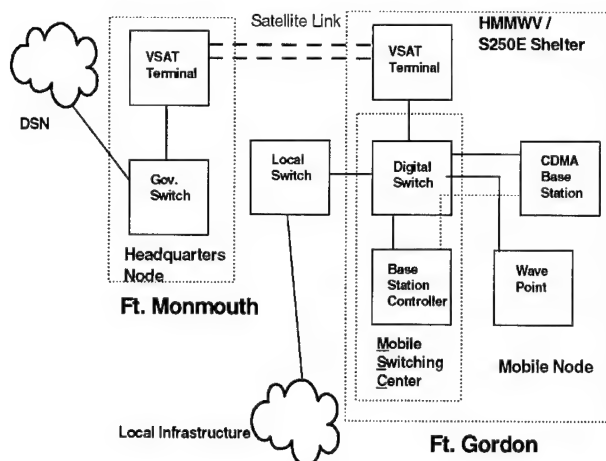 Satellite Link
HMMWV /
S250E Shelter
VSAT
Terminal
VSAT
Terminal
DSN
Gov.
Switch
Local
Switch
Digital
Switch
CDMA
Base
Station
Headquarters
Node
Base
Station
Controller
Wave
Point
Ft. Monmouth
Mobile
Switching
Center
Mobile Node
Local Infrastructure
Ft. Gordon